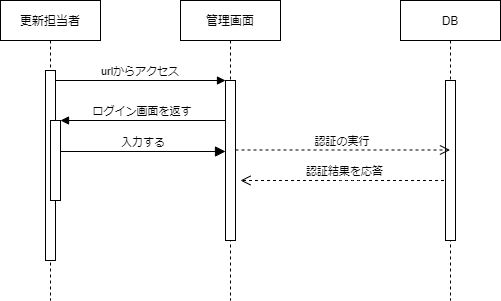 更新担当者
管理画面
DB
urlからアクセス
ログイン画面を返す
入力する
認証の実行
認証結果を応答